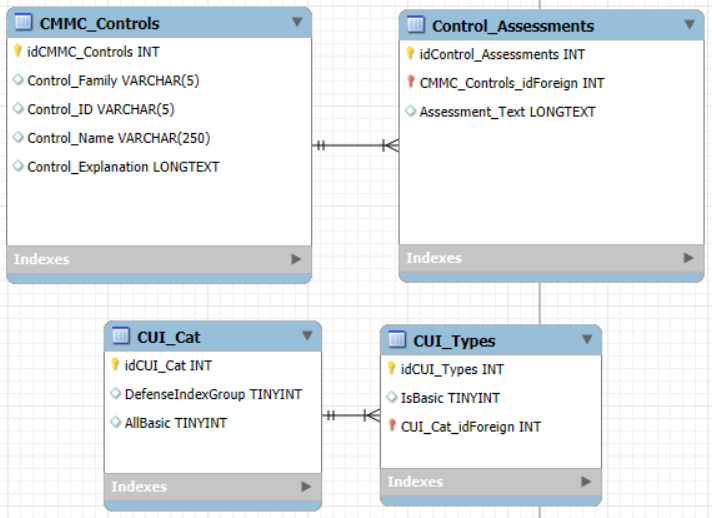 CMMC_Controls
idCMMC_Controls INT
Control_Family VARCHAR(5)
Control_ID VARCHAR(5)
Control_Name VARCHAR(250)
Control_Explanation LONGTEXT
Indexes
Control_Assessments
idControl_Assessments INT
CMMC_Controls_idForeign INT
Assessment_Text LONGTEXT
Indexes
CUI_Cat
idCUI_Cat INT
DefenseIndexGroup TINYINT
AllBasic TINYINT
Indexes
CUI_Types
idCUI_Types INT
IsBasic TINYINT
CUI_Cat_idForeign INT
Indexes